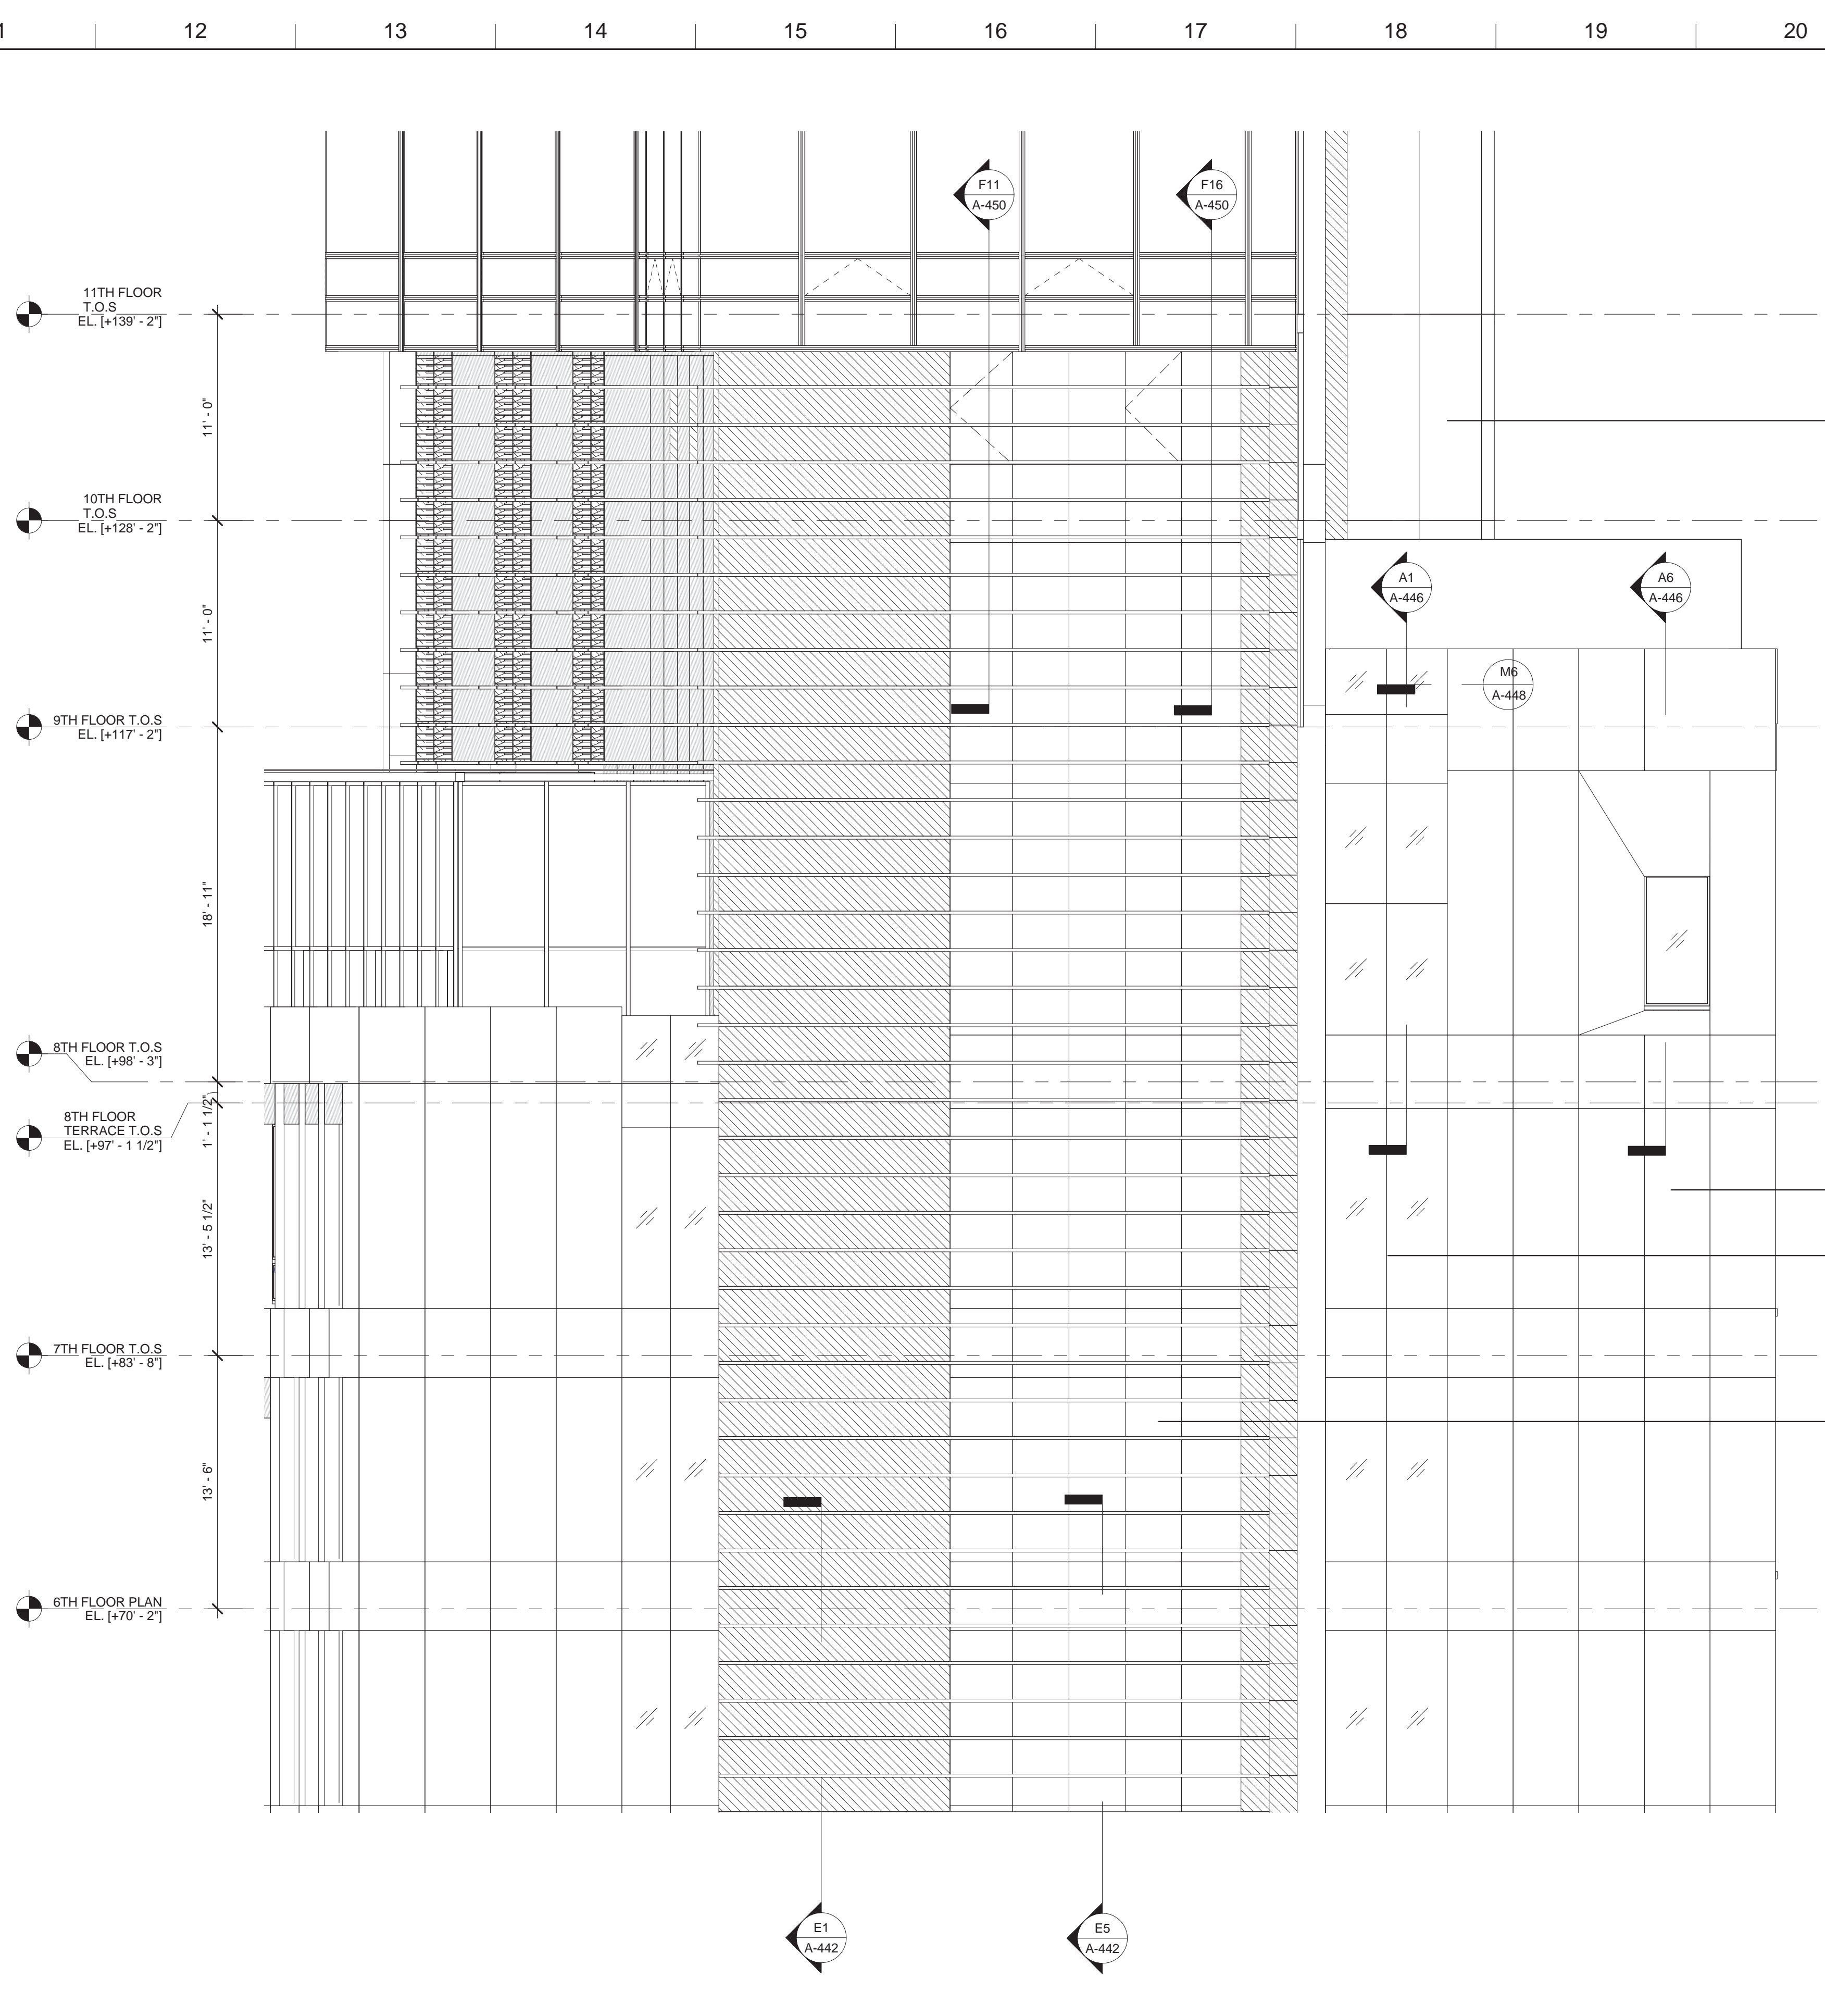 1 12 13 14 15 16 17 18 19 20
F11
A-450
F16
A-450
11TH FLOOR
T.O.S
EL. [+139' - 2"]
11' - 0"
10TH FLOOR
T.O.S
EL. [+128' - 2"]
A1
A-446
A6
A-446
11' - 0"
M6
A-448
9TH FLOOR T.O.S
EL. [+117' - 2"]
18' - 11"
8TH FLOOR T.O.S
EL. [+98' - 3"]
1' - 1 1/2"
8TH FLOOR
TERRACE T.O.S
EL. [+97' - 1 1/2"]
13' - 5 1/2"
7TH FLOOR T.O.S
EL. [+83' - 8"]
13' - 6"
6TH FLOOR PLAN
EL. [+70' - 2"]
E1
A-442
E5
A-442